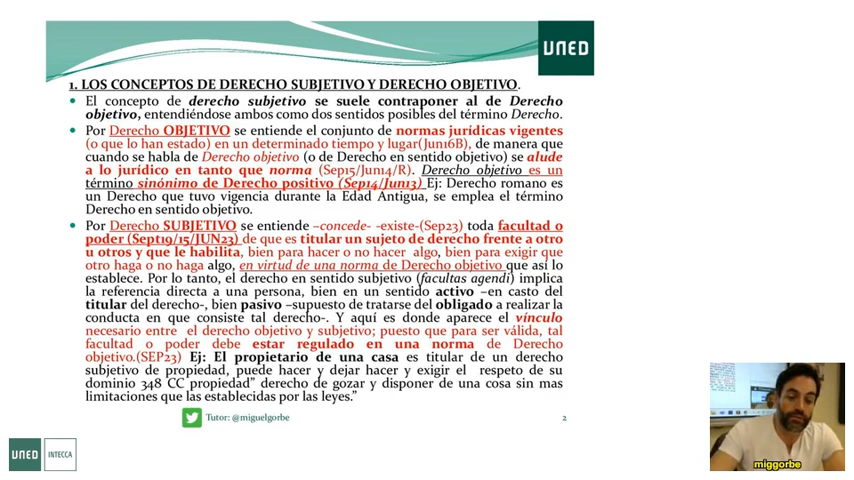 UNED
1. LOS CONCEPTOS DE DERECHO SUBJETIVO Y DERECHO OBJETIVO.
• El concepto de derecho subjetivo se suele contraponer al de Derecho
objetivo, entendiéndose ambos como dos sentidos posibles del término Derecho.
• Por Derecho OBJETIVO se entiende el conjunto de normas jurídicas vigentes
(o que lo han estado) en un determinado tiempo y lugar(Jun16B), de manera que
cuando se habla de Derecho objetivo (o de Derecho en sentido objetivo) se alude
a lo jurídico en tanto que norma (Sep15/Jun14/R). Derecho objetivo es un
término sinónimo de Derecho positivo (Sep14/Jun13) Ej: Derecho romano es
un Derecho que tuvo vigencia durante la Edad Antigua, se emplea el término
Derecho en sentido objetivo.
• Por Derecho SUBJETIVO se entiende –concede- -existe-(Sep23) toda facultad o
poder (Sept19/15/JUN23) de que es titular un sujeto de derecho frente a otro
u otros y que le habilita, bien para hacer o no hacer algo, bien para exigir que
otro haga o no haga algo, en virtud de una norma de Derecho objetivo que así lo
establece. Por lo tanto, el derecho en sentido subjetivo (facultas agendi) implica
la referencia directa a una persona, bien en un sentido activo –en casto del
titular del derecho-, bien pasivo –supuesto de tratarse del obligado a realizar la
conducta en que consiste tal derecho-. Y aquí es donde aparece el vínculo
necesario entre el derecho objetivo y subjetivo; puesto que para ser válida, tal
facultad o poder debe estar regulado en una norma de Derecho
objetivo.(SEP23) Ej: El propietario de una casa es titular de un derecho
subjetivo de propiedad, puede hacer y dejar hacer y exigir el respeto de su
dominio 348 CC propiedad” derecho de gozar y disponer de una cosa sin mas
limitaciones que las establecidas por las leyes.”
Tutor: @miguelgorbe
2
UNED
INTECCA
miggorbe